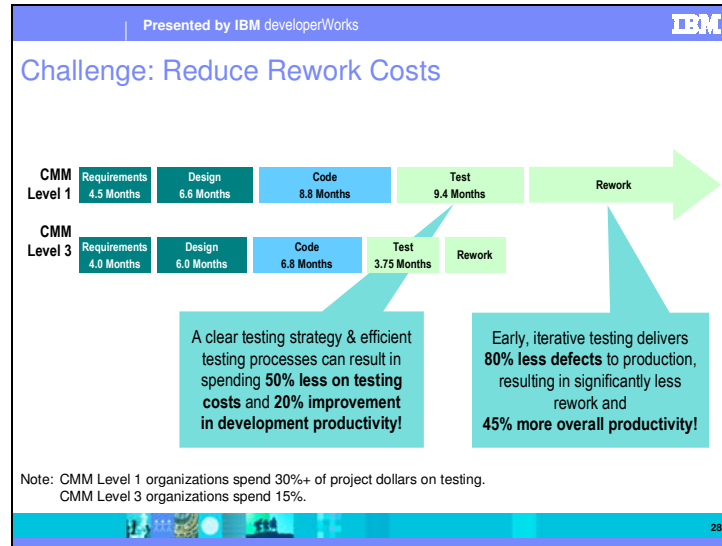 Presented by IBM developerWorks
IBM
Challenge: Reduce Rework Costs
CMM
Level 1
Requirements
4.5 Months
Design
6.6 Months
Code
8.8 Months
Test
9.4 Months
Rework
CMM
Level 3
Requirements
4.0 Months
Design
6.0 Months
Code
6.8 Months
Test
3.75 Months
Rework
A clear testing strategy & efficient
testing processes can result in
spending 50% less on testing
costs and 20% improvement
in development productivity!
Early, iterative testing delivers
80% less defects to production,
resulting in significantly less
rework and
45% more overall productivity!
Note: CMM Level 1 organizations spend 30%+ of project dollars on testing.
CMM Level 3 organizations spend 15%.
28